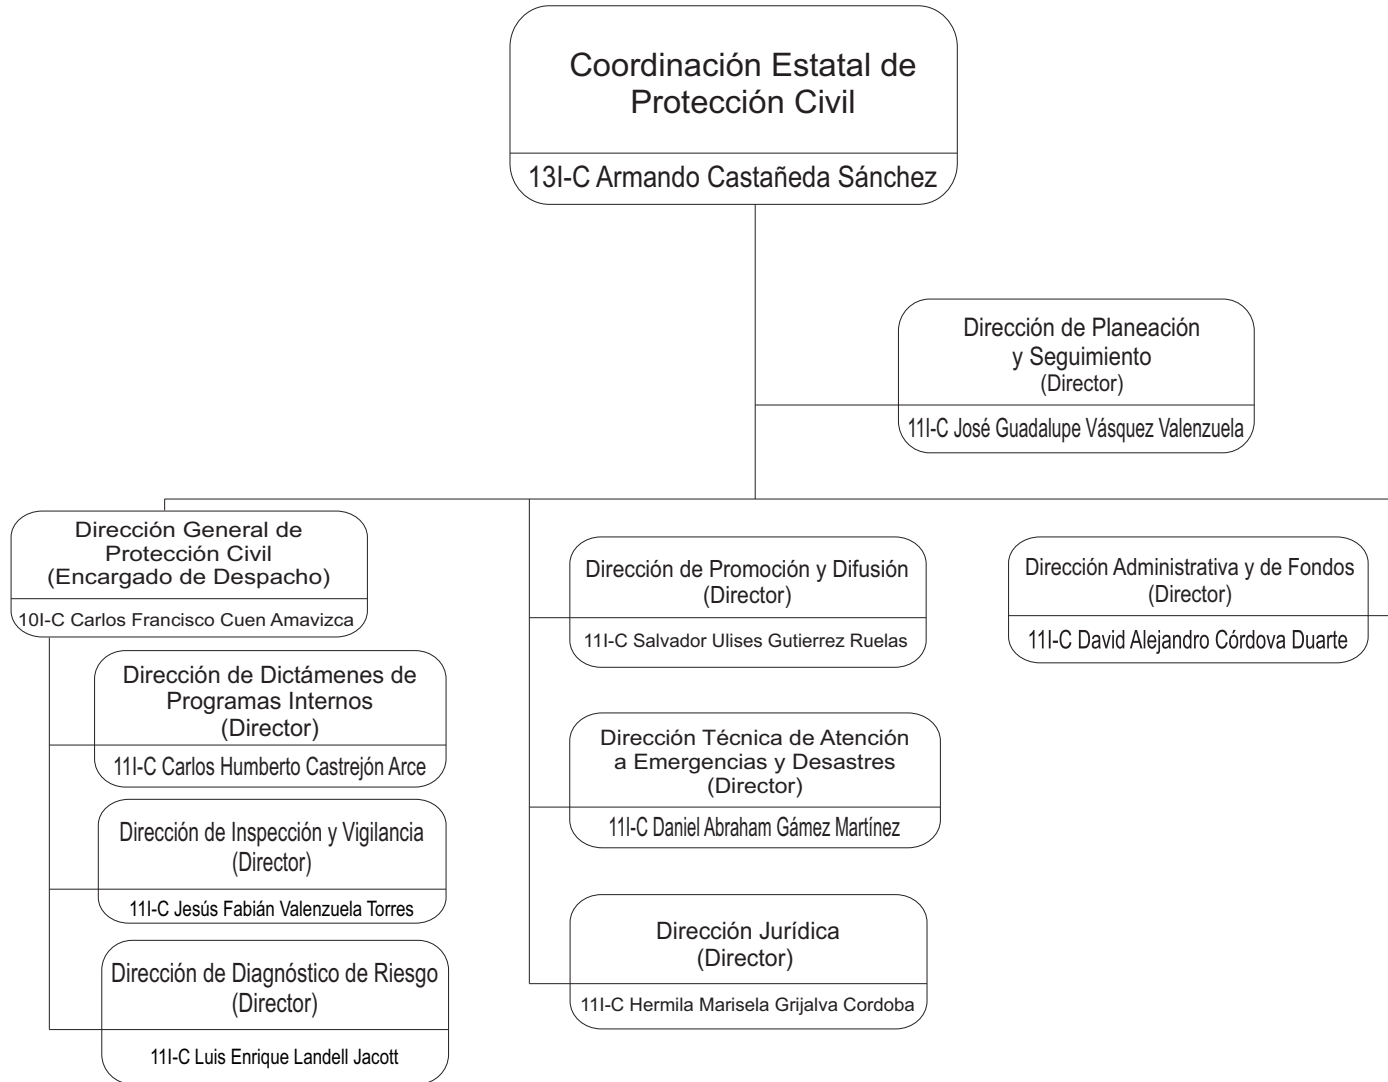 Coordinación Estatal de
Protección Civil
13I-C Armando Castañeda Sánchez
Dirección de Planeación
y Seguimiento
(Director)
11I-C José Guadalupe Vásquez Valenzuela
Dirección General de
Protección Civil
(Encargado de Despacho)
10I-C Carlos Francisco Cuen Amavizca
Dirección de Dictámenes de
Programas Internos
(Director)
11I-C Carlos Humberto Castrejón Arce
Dirección de Inspección y Vigilancia
(Director)
11I-C Jesús Fabián Valenzuela Torres
Dirección de Diagnóstico de Riesgo
(Director)
11I-C Luis Enrique Landell Jacott
Dirección de Promoción y Difusión
(Director)
11I-C Salvador Ulises Gutierrez Ruelas
Dirección Técnica de Atención
a Emergencias y Desastres
(Director)
11I-C Daniel Abraham Gámez Martínez
Dirección Jurídica
(Director)
11I-C Hermila Marisela Grijalva Cordoba
Dirección Administrativa y de Fondos
(Director)
11I-C David Alejandro Córdova Duarte